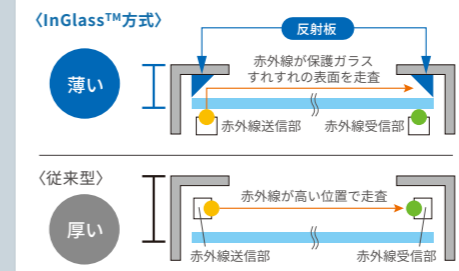 〈InGlass™方式〉
反射板
薄い
赤外線が保護ガラス
すれすれの表面を走査
赤外線送信部
赤外線受信部
〈従来型〉
厚い
赤外線が高い位置で走査
赤外線送信部
赤外線受信部